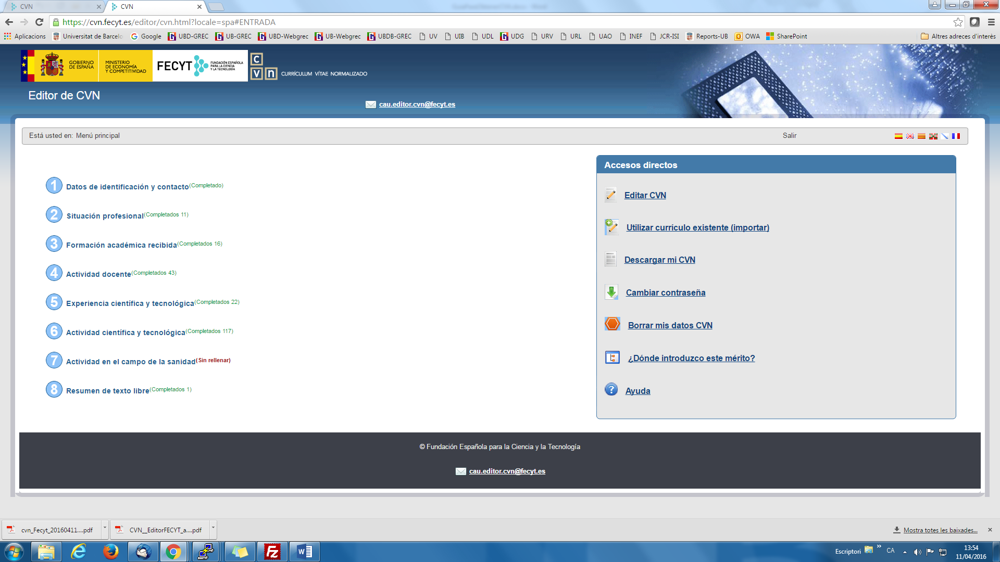 CVN
CVN
https://cvn.fecyt.es/editor/cvn.html?locale=spa#ENTRADA
Aplicacions
Universitat de Barcelo
Google
UBD-GREC
UB-GREC
UBD-Webgrec
UB-Webgrec
UBDB-GREC
UV
UIB
UDL
UDG
URV
URL
UAO
INEF
JCR-ISI
Reports-UB
OWA
SharePoint
Altres adreces d'interès
GOBIERNO
DE ESPAÑA
MINISTERIO
DE ECONOMÍA
Y COMPETITIVIDAD
FECYT
FUNDACIÓN ESPAÑOLA
PARA LA CIENCIA
Y LA TECNOLOGÍA
C
v n
CURRÍCULUM VÍTAE NORMALIZADO
Editor de CVN
cau.editor.cvn@fecyt.es
Está usted en: Menú principal
Salir
1 Datos de identificación y contacto(Completado)
2 Situación profesional(Completados 11)
3 Formación académica recibida(Completados 16)
4 Actividad docente(Completados 43)
5 Experiencia científica y tecnológica(Completados 22)
6 Actividad científica y tecnológica(Completados 117)
7 Actividad en el campo de la sanidad(Sin rellenar)
8 Resumen de texto libre(Completados 1)
Accesos directos
Editar CVN
Utilizar currículo existente (importar)
Descargar mi CVN
Cambiar contraseña
Borrar mis datos CVN
¿Dónde introduzco este mérito?
Ayuda
© Fundación Española para la Ciencia y la Tecnología
cau.editor.cvn@fecyt.es
cvn_Fecyt_20160411....pdf
CVN__EditorFECYT_a....pdf
Mostra totes les baixades...
Escriptori
CA
13:54
11/04/2016